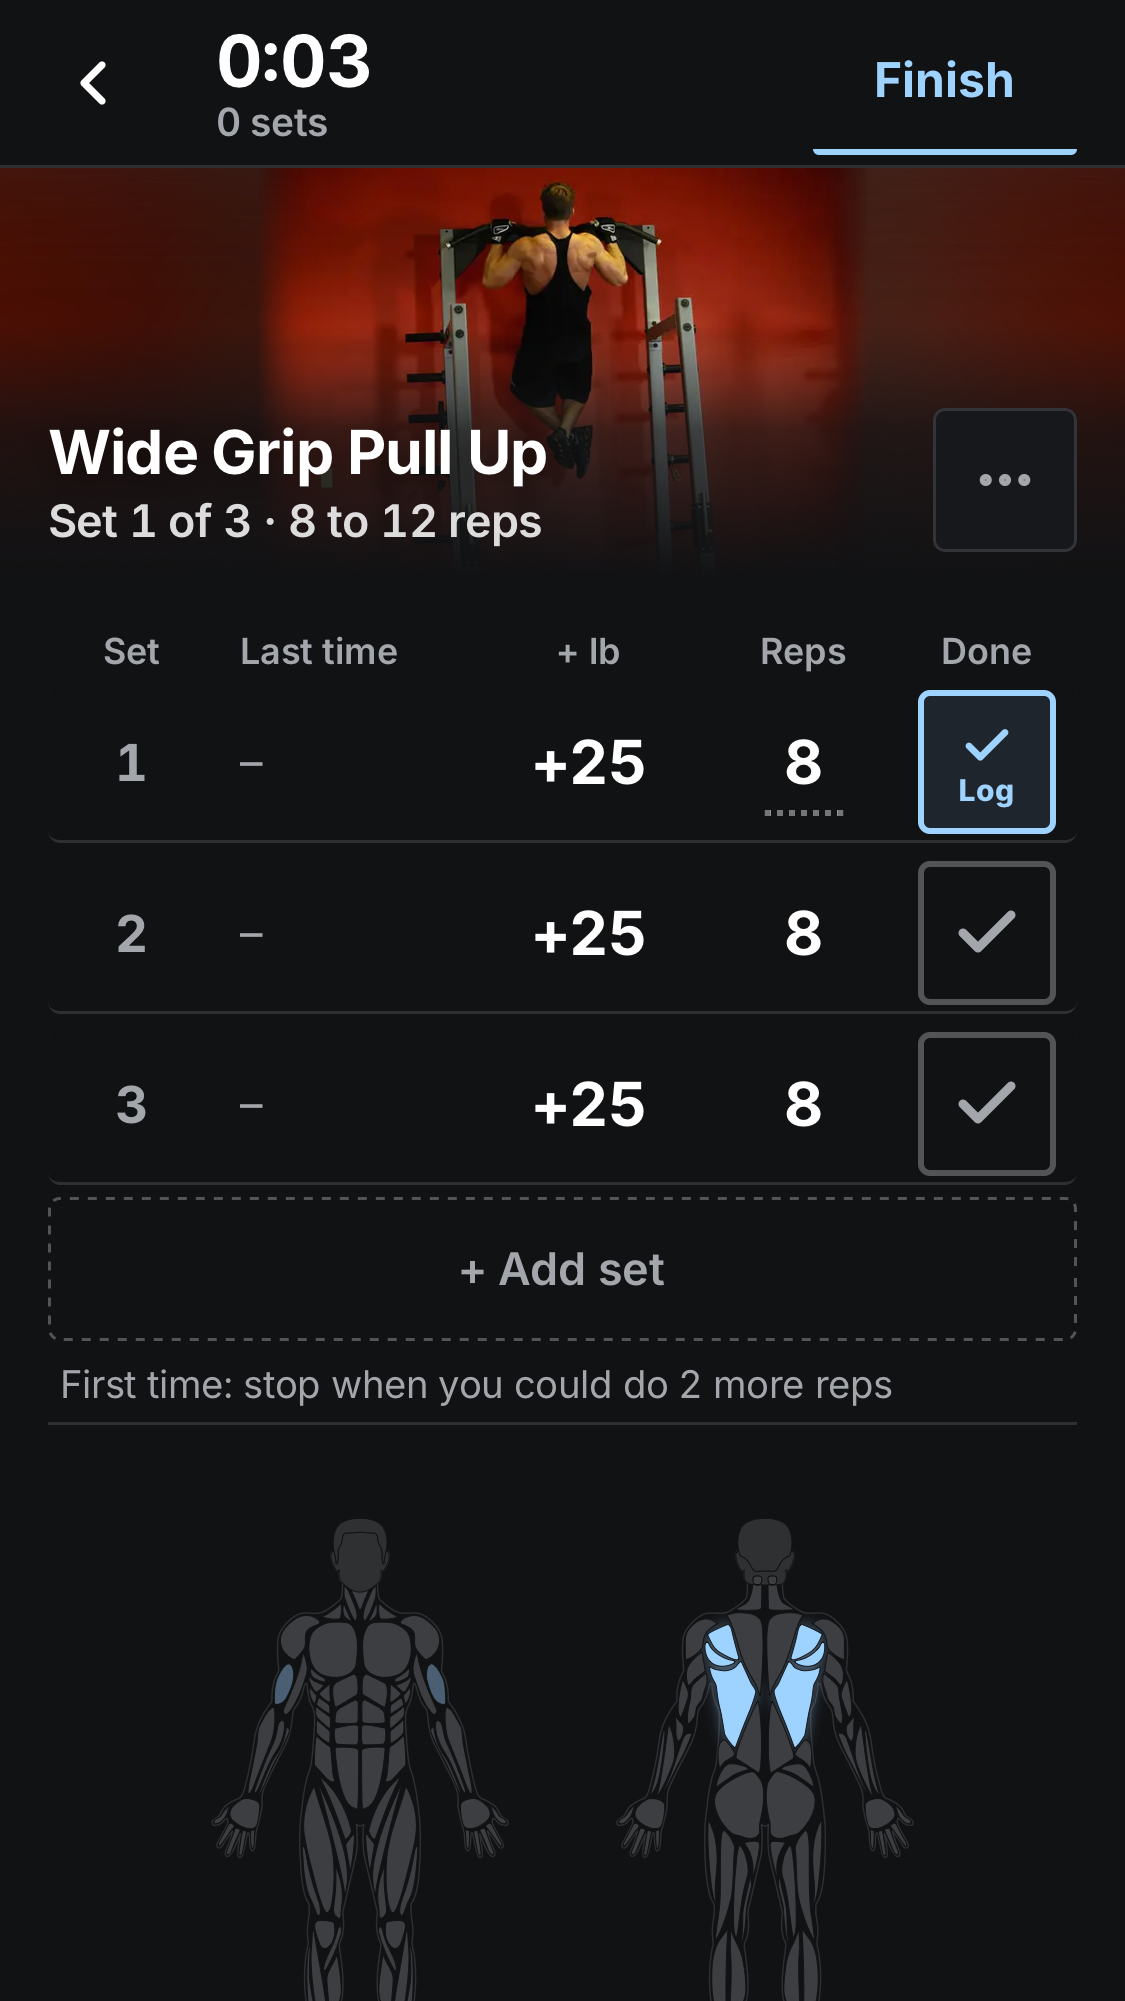 0:03
0 sets
Finish
Wide Grip Pull Up
Set 1 of 3 · 8 to 12 reps
Set Last time + lb Reps Done
1 – +25 8 Log
2 – +25 8
3 – +25 8
+ Add set
First time: stop when you could do 2 more reps